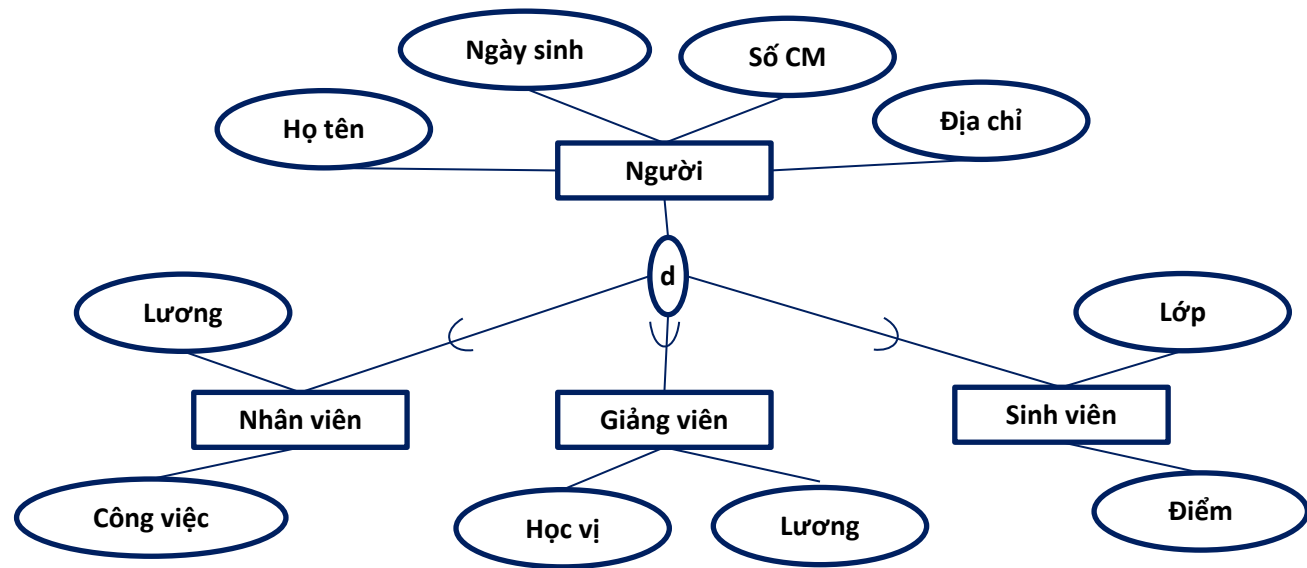 Ngày sinh
Số CM
Họ tên
Địa chỉ
Người
d
Lương
Lớp
Nhân viên
Giảng viên
Sinh viên
Công việc
Học vị
Lương
Điểm